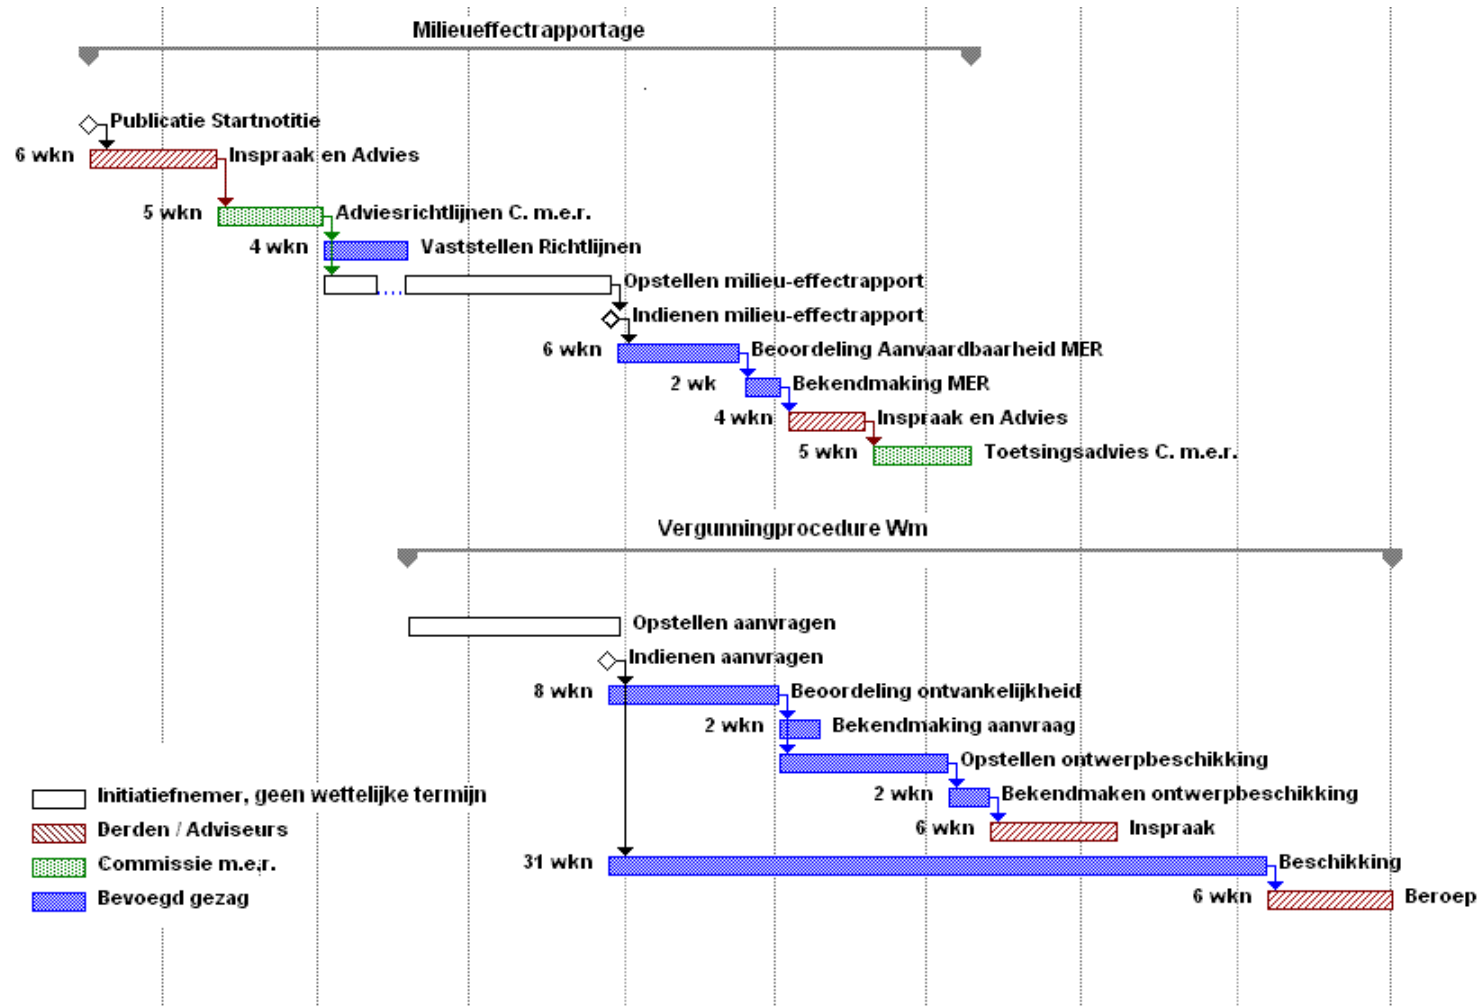 Milieueffectrapportage
Publicatie Startnotitie
6 wkn Inspraak en Advies
5 wkn Adviesrichtlijnen C. m.e.r.
4 wkn Vaststellen Richtlijnen
Opstellen milieu-effectrapport
Indienen milieu-effectrapport
6 wkn Beoordeling Aanvaardbaarheid MER
2 wk Bekendmaking MER
4 wkn Inspraak en Advies
5 wkn Toetsingsadvies C. m.e.r.
Vergunningprocedure Wm
Opstellen aanvragen
Indienen aanvragen
8 wkn Beoordeling ontvankelijkheid
2 wkn Bekendmaking aanvraag
Opstellen ontwerpbeschikking
2 wkn Bekendmaken ontwerpbeschikking
6 wkn Inspraak
31 wkn Beschikking
6 wkn Beroep
Initiatiefnemer, geen wettelijke termijn
Derden / Adviseurs
Commissie m.e.r.
Bevoegd gezag